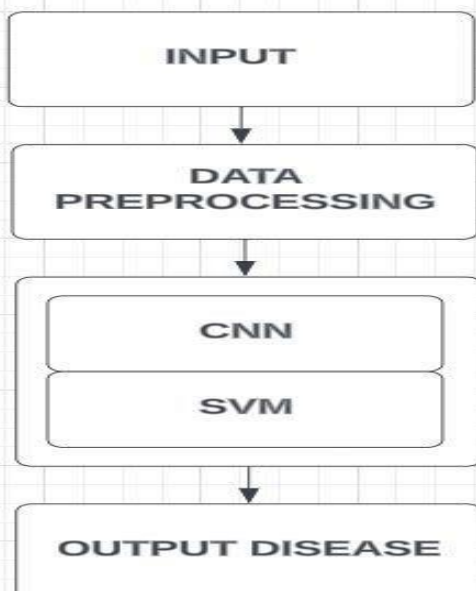 INPUT
DATA
PREPROCESSING
CNN
SVM
OUTPUT DISEASE